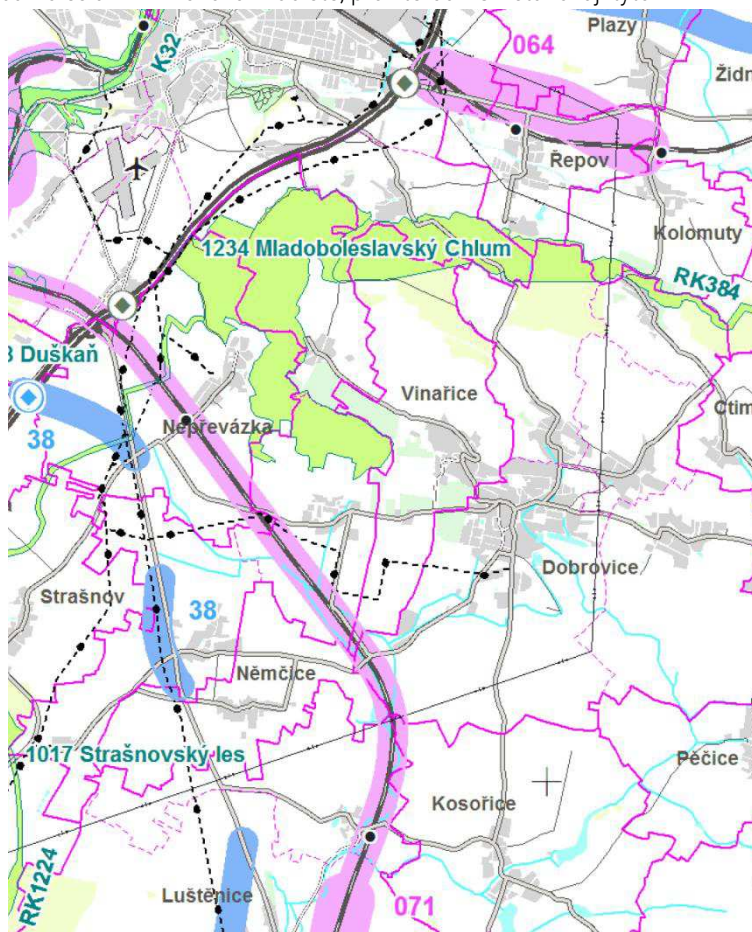 Plazy
064
K32
Židn
Řepov
Kolomuty
1234 Mladoboleslavský Chlum
RK384
3 Duškaň
Vinařice
Ctim
38
Nepřevázka
Dobrovice
Strašnov
38
Němčice
1017 Strašnovský les
Pěčice
Kosořice
RK1224
Luštěnice
071